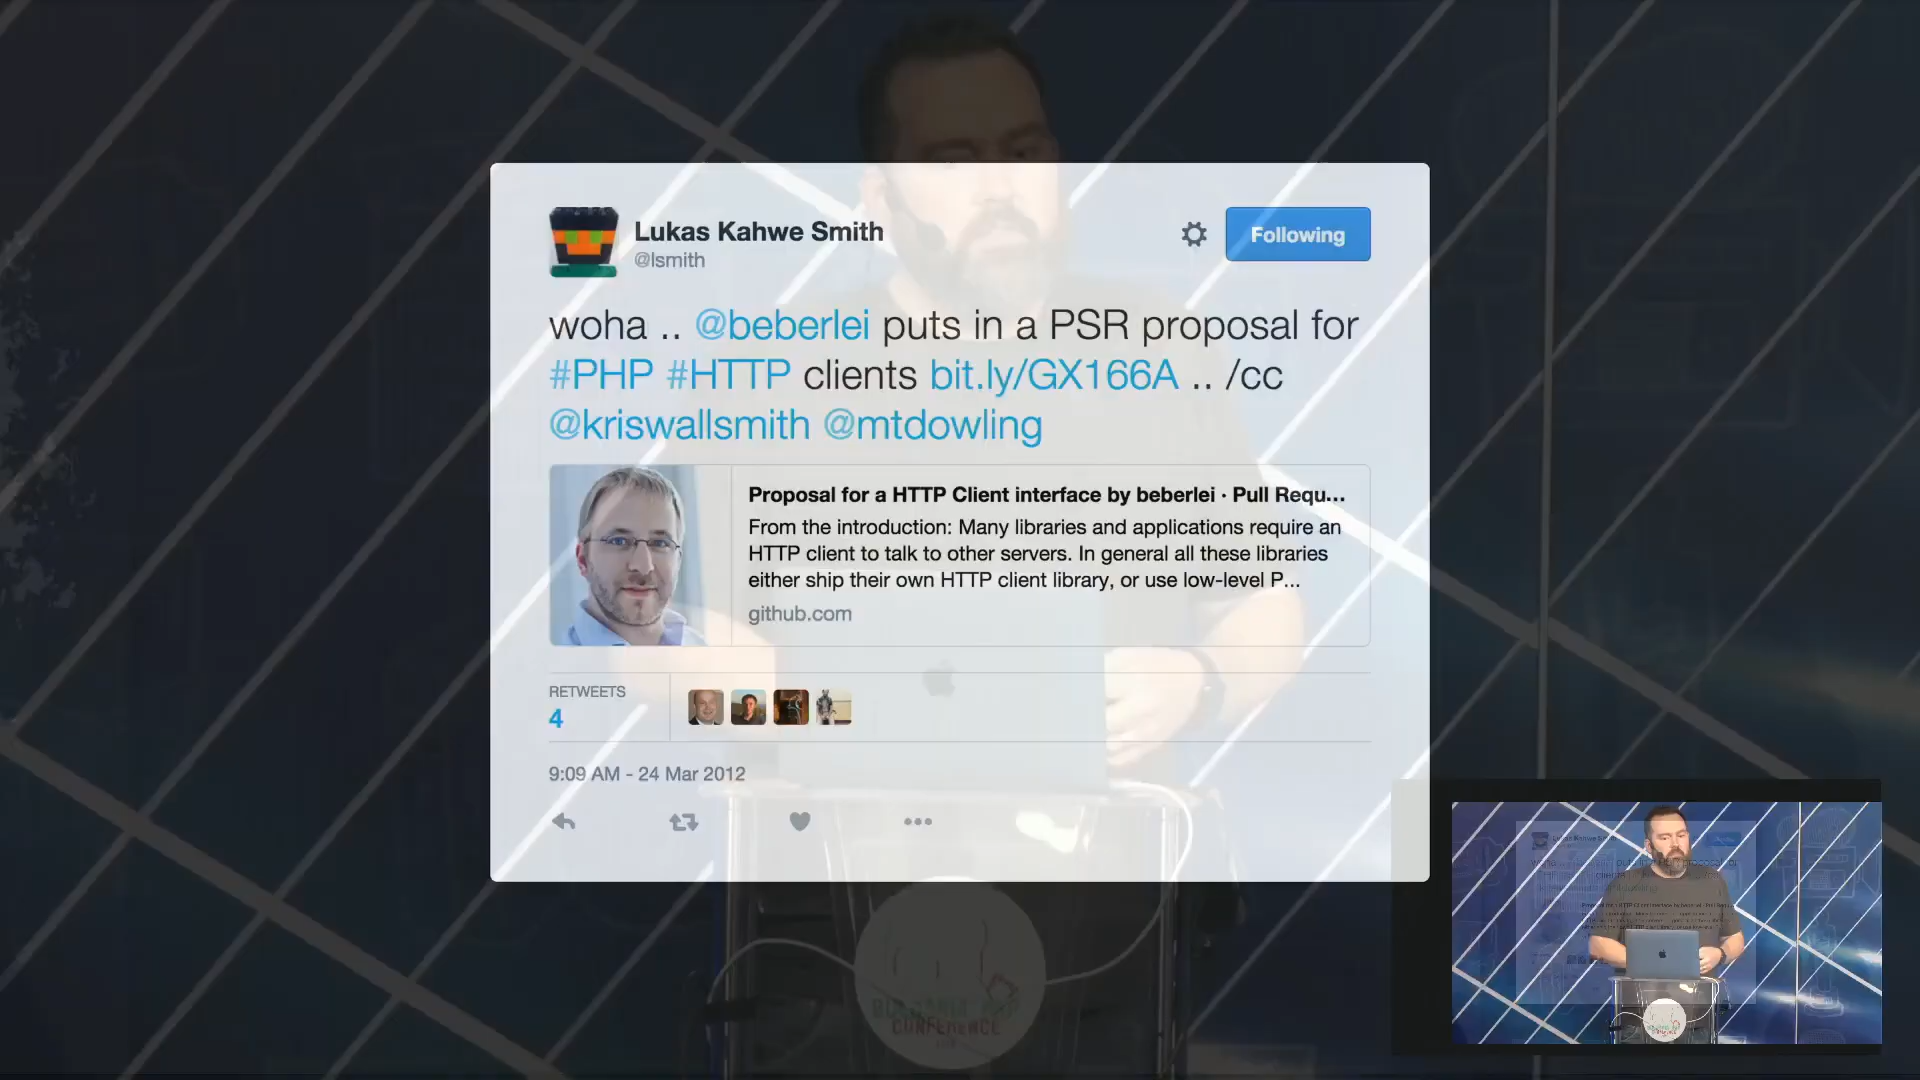 Lukas Kahwe Smith
@lsmith
Following
woha .. @beberlei puts in a PSR proposal for
#PHP #HTTP clients bit.ly/GX166A .. /cc
@kriswallsmith @mtdowling
Proposal for a HTTP Client interface by beberlei · Pull Requ...
From the introduction: Many libraries and applications require an
HTTP client to talk to other servers. In general all these libraries
either ship their own HTTP client library, or use low-level P...
github.com
RETWEETS
4
9:09 AM - 24 Mar 2012
CONFERENCE